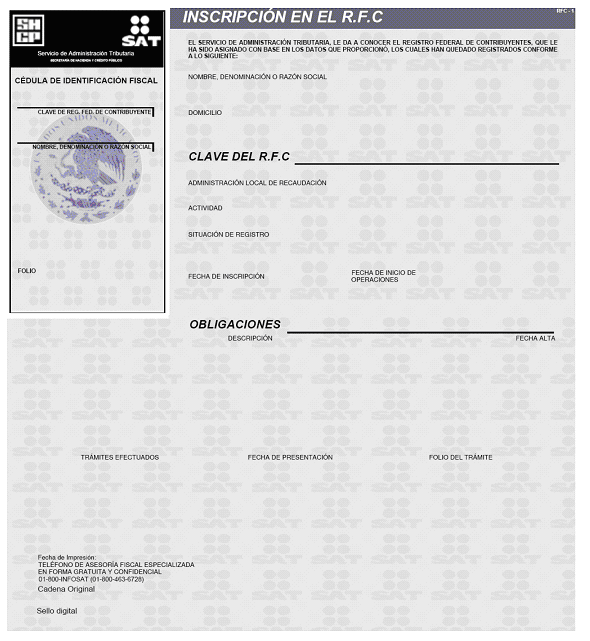 SHCP
SAT
Servicio de Administración Tributaria
SECRETARÍA DE HACIENDA Y CRÉDITO PÚBLICO
CÉDULA DE IDENTIFICACIÓN FISCAL
CLAVE DE REG. FED. DE CONTRIBUYENTE
NOMBRE, DENOMINACIÓN O RAZÓN SOCIAL
FOLIO
INSCRIPCIÓN EN EL R.F.C
RFC - 1
EL SERVICIO DE ADMINISTRACIÓN TRIBUTARIA, LE DA A CONOCER EL REGISTRO FEDERAL DE CONTRIBUYENTES, QUE LE
HA SIDO ASIGNADO CON BASE EN LOS DATOS QUE PROPORCIONÓ, LOS CUALES HAN QUEDADO REGISTRADOS CONFORME
A LO SIGUIENTE:
NOMBRE, DENOMINACIÓN O RAZÓN SOCIAL
DOMICILIO
CLAVE DEL R.F.C
ADMINISTRACIÓN LOCAL DE RECAUDACIÓN
ACTIVIDAD
SITUACIÓN DE REGISTRO
FECHA DE INSCRIPCIÓN
FECHA DE INICIO DE
OPERACIONES
OBLIGACIONES
DESCRIPCIÓN
FECHA ALTA
TRÁMITES EFECTUADOS
FECHA DE PRESENTACIÓN
FOLIO DEL TRÁMITE
Fecha de Impresión:
TELÉFONO DE ASESORÍA FISCAL ESPECIALIZADA
EN FORMA GRATUITA Y CONFIDENCIAL
01-800-INFOSAT (01-800-463-6728)
Cadena Original
Sello digital